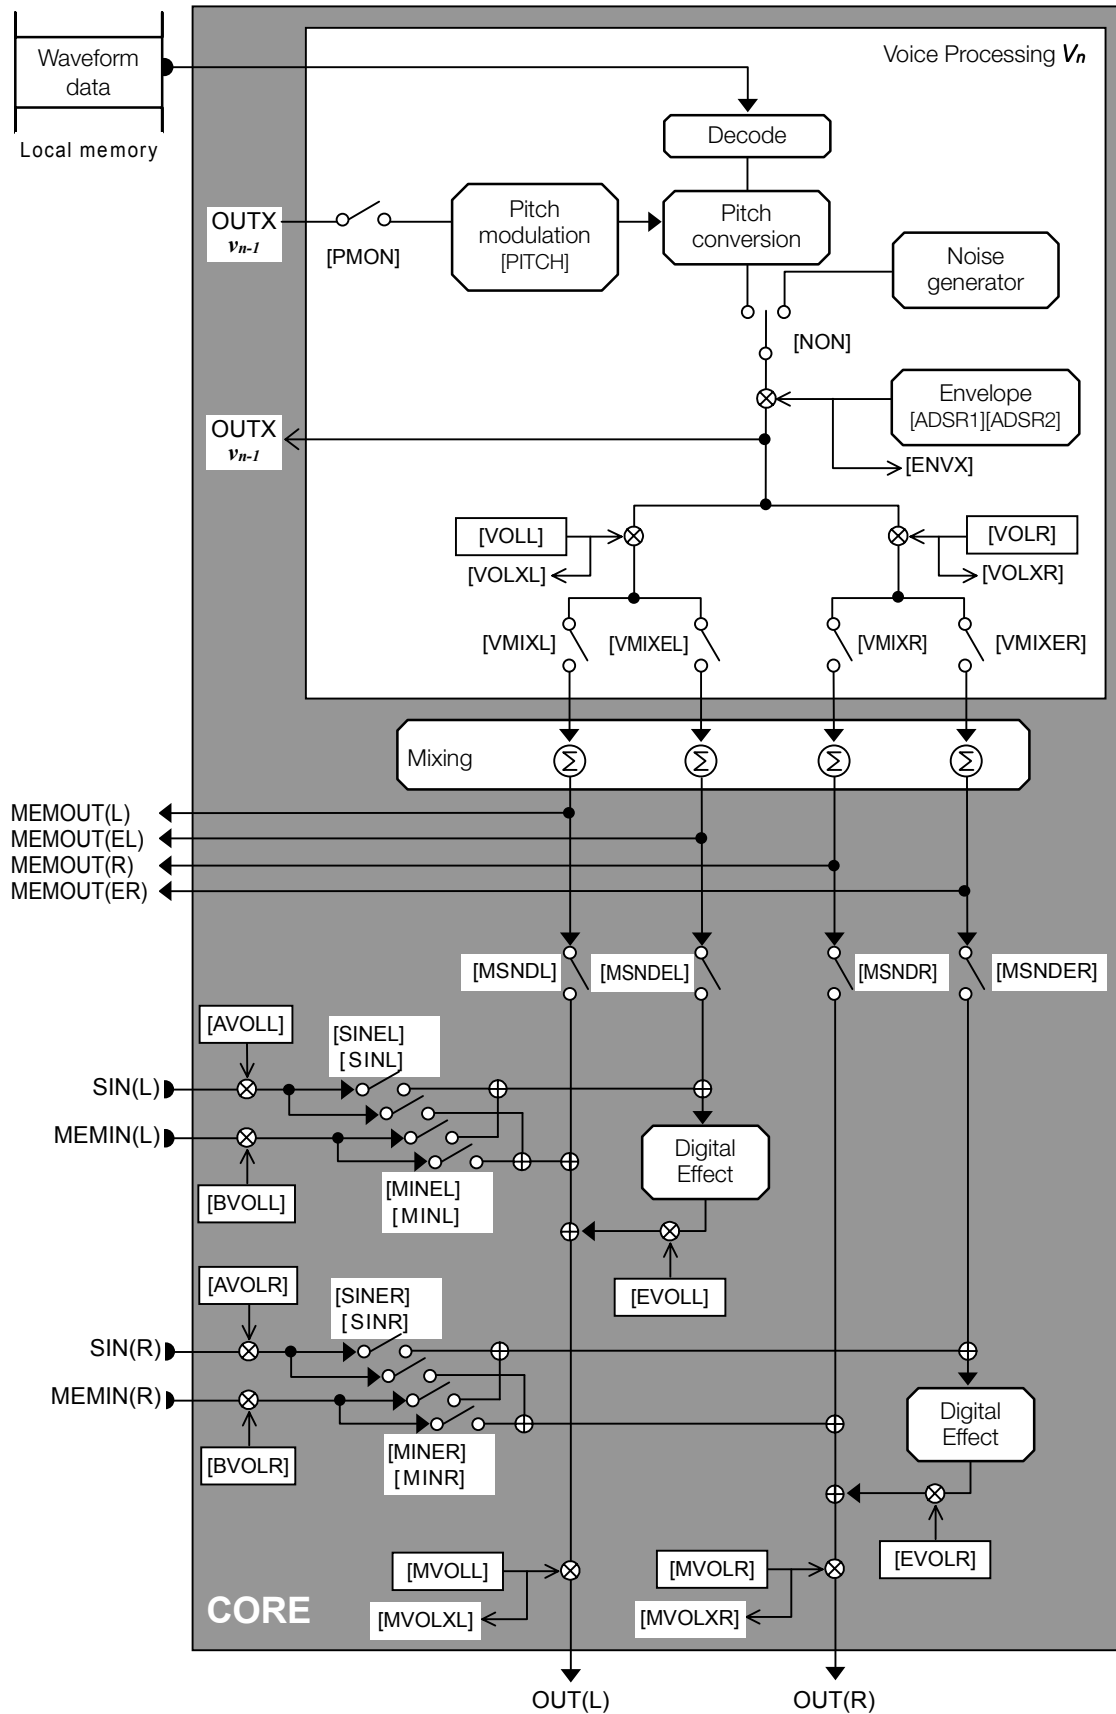 Waveform
data
Local memory
Voice Processing Vn
Decode
OUTX
vn-1
[PMON]
Pitch
modulation
[PITCH]
Pitch
conversion
Noise
generator
[NON]
Envelope
[ADSR1][ADSR2]
OUTX
vn-1
[ENVX]
[VOLL]
[VOLR]
[VOLXL]
[VOLXR]
[VMIXL]
[VMIXEL]
[VMIXR]
[VMIXER]
Mixing
Σ
Σ
Σ
Σ
MEMOUT(L)
MEMOUT(EL)
MEMOUT(R)
MEMOUT(ER)
[MSNDL]
[MSNDEL]
[MSNDR]
[MSNDER]
[AVOLL]
[SINEL]
[SINL]
SIN(L)
MEMIN(L)
Digital
Effect
[BVOLL]
[MINEL]
[MINL]
[EVOLL]
[AVOLR]
[SINER]
[SINR]
SIN(R)
MEMIN(R)
Digital
Effect
[BVOLR]
[MINER]
[MINR]
[EVOLR]
[MVOLL]
[MVOLR]
[MVOLXL]
[MVOLXR]
CORE
OUT(L)
OUT(R)